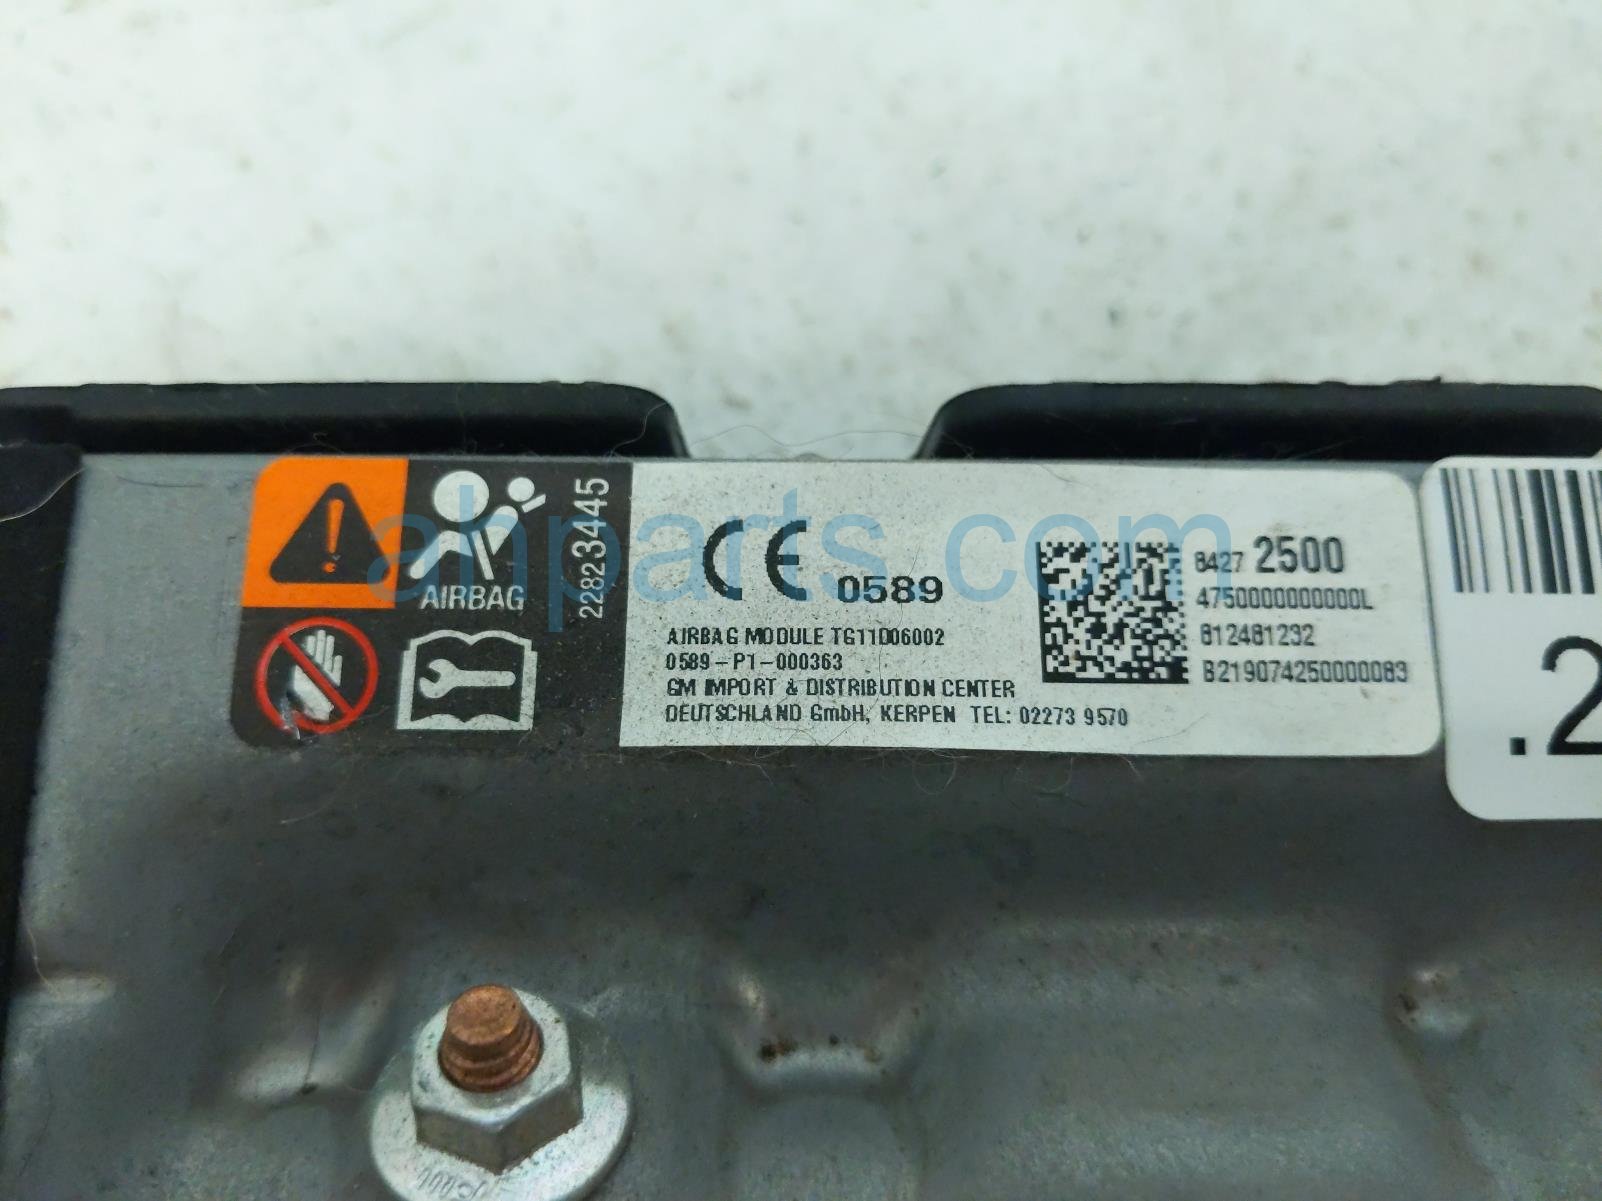 AIRBAG
22823445
CE 0589
AIRBAG MODULE TG11D06002
0589-P1-000363
GM IMPORT & DISTRIBUTION CENTER
DEUTSCHLAND GmbH, KERPEN TEL: 02273 9570
8427 2500
4750000000000L
812481232
B219074250000083
.2
ahparts.com